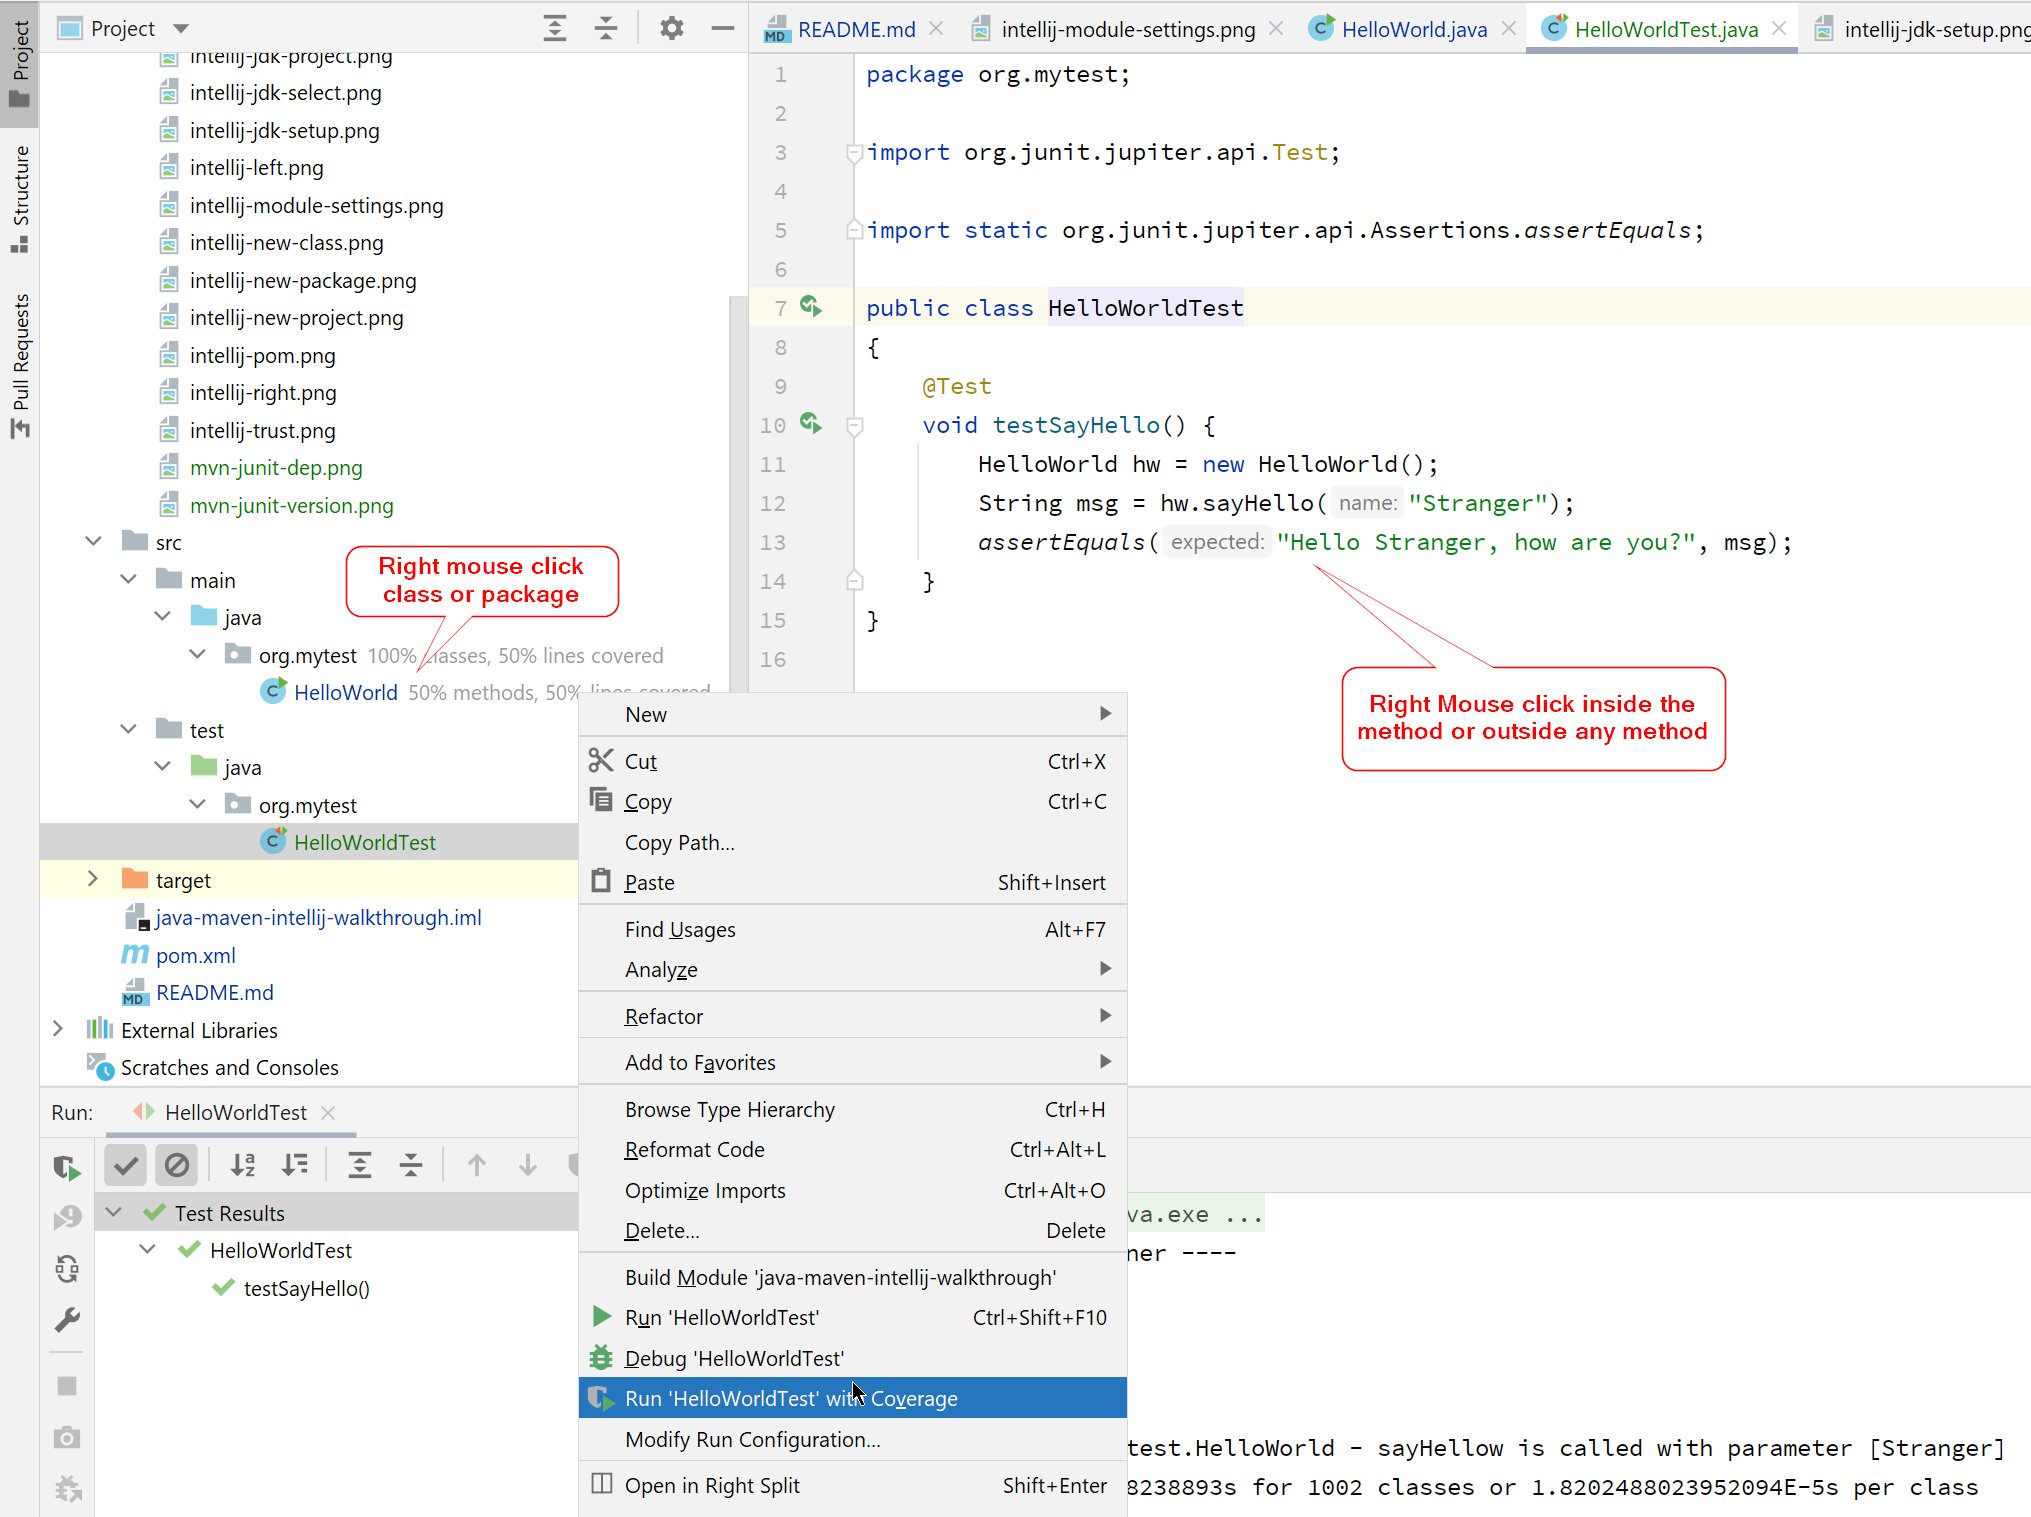 Project
Structure
Pull Requests
Project
intellij-jdk-project.png
intellij-jdk-select.png
intellij-jdk-setup.png
intellij-left.png
intellij-module-settings.png
intellij-new-class.png
intellij-new-package.png
intellij-new-project.png
intellij-pom.png
intellij-right.png
intellij-trust.png
mvn-junit-dep.png
mvn-junit-version.png
src
main
java
org.mytest 100% classes, 50% lines covered
HelloWorld 50% methods, 50% lines covered
test
java
org.mytest
HelloWorldTest
target
java-maven-intellij-walkthrough.iml
pom.xml
README.md
External Libraries
Scratches and Consoles
Right mouse click
class or package
README.md intellij-module-settings.png HelloWorld.java HelloWorldTest.java intellij-jdk-setup.png
1 package org.mytest;
2
3 import org.junit.jupiter.api.Test;
4
5 import static org.junit.jupiter.api.Assertions.assertEquals;
6
7 public class HelloWorldTest
8 {
9 @Test
10 void testSayHello() {
11 HelloWorld hw = new HelloWorld();
12 String msg = hw.sayHello( name: "Stranger");
13 assertEquals( expected: "Hello Stranger, how are you?", msg);
14 }
15 }
16
Right Mouse click inside the
method or outside any method
New
Cut Ctrl+X
Copy Ctrl+C
Copy Path...
Paste Shift+Insert
Find Usages Alt+F7
Analyze
Refactor
Add to Favorites
Browse Type Hierarchy Ctrl+H
Reformat Code Ctrl+Alt+L
Optimize Imports Ctrl+Alt+O
Delete... Delete
Build Module 'java-maven-intellij-walkthrough'
Run 'HelloWorldTest' Ctrl+Shift+F10
Debug 'HelloWorldTest'
Run 'HelloWorldTest' with Coverage
Modify Run Configuration...
Open in Right Split Shift+Enter
Run: HelloWorldTest
Test Results
HelloWorldTest
testSayHello()
va.exe ...
ner ----
test.HelloWorld - sayHellow is called with parameter [Stranger]
8238893s for 1002 classes or 1.8202488023952094E-5s per class